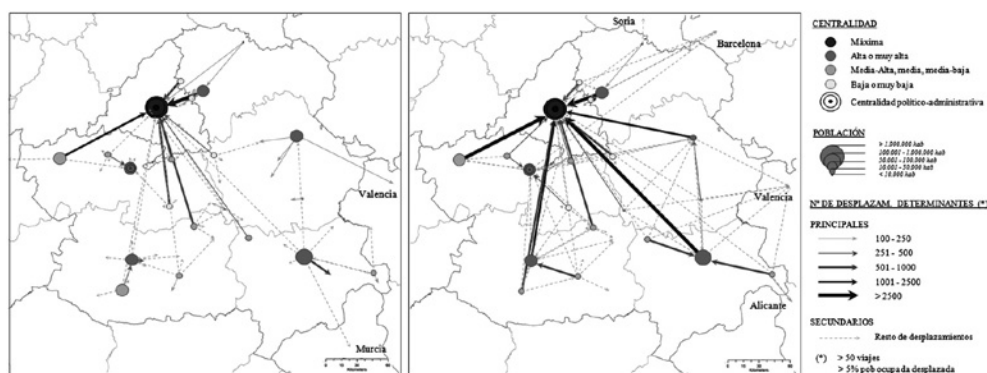 Valencia
Murcia
Soria
Barcelona
Valencia
Alicante
CENTRALIDAD
Máxima
Alta o muy alta
Media-Alta, media, media-baja
Baja o muy baja
Centralidad político-administrativa
POBLACIÓN
> 1.000.000 hab
100.001 - 1.000.000 hab
50.001 - 100.000 hab
10.001 - 50.000 hab
< 10.000 hab
Nº DE DESPLAZAM. DETERMINANTES (*)
PRINCIPALES
100 - 250
251 - 500
501 - 1000
1001 - 2500
> 2500
SECUNDARIOS
Resto de desplazamientos
(*) > 50 viajes
> 5% pob ocupada desplazada